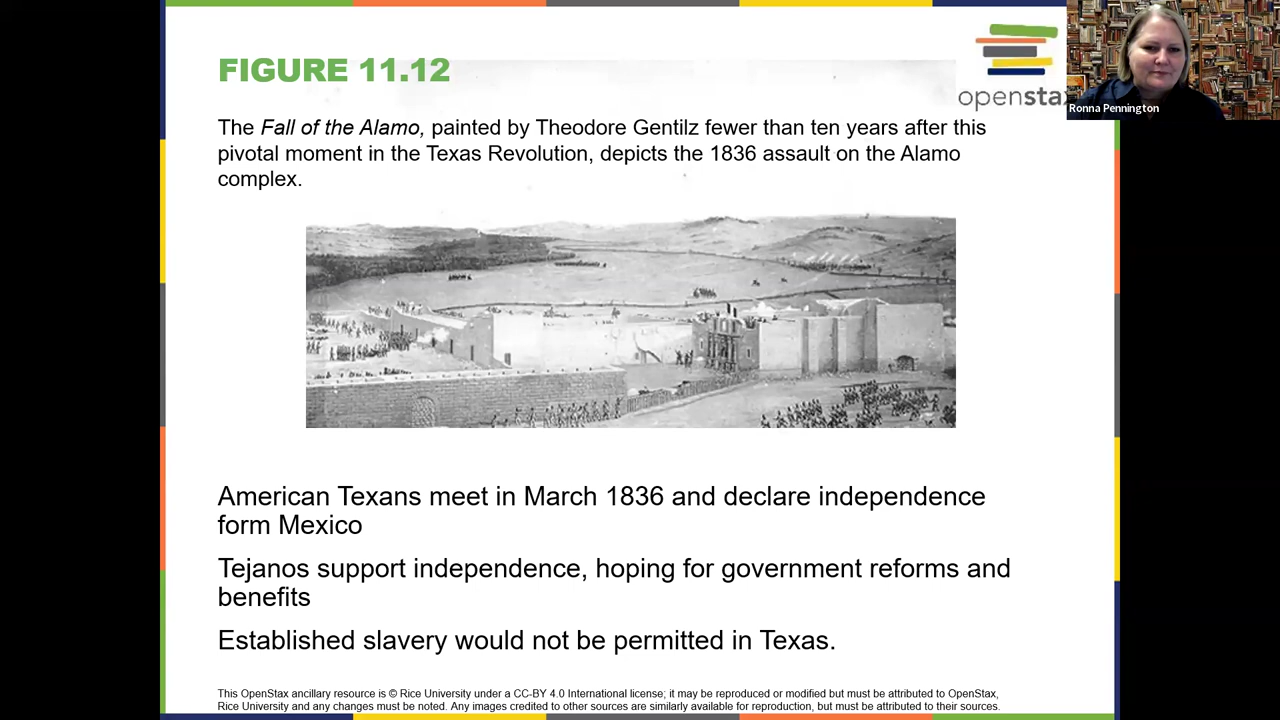 FIGURE 11.12
openstax
Ronna Pennington
The Fall of the Alamo, painted by Theodore Gentilz fewer than ten years after this
pivotal moment in the Texas Revolution, depicts the 1836 assault on the Alamo
complex.
American Texans meet in March 1836 and declare independence
form Mexico
Tejanos support independence, hoping for government reforms and
benefits
Established slavery would not be permitted in Texas.
This OpenStax ancillary resource is © Rice University under a CC-BY 4.0 International license; it may be reproduced or modified but must be attributed to OpenStax,
Rice University and any changes must be noted. Any images credited to other sources are similarly available for reproduction, but must be attributed to their sources.